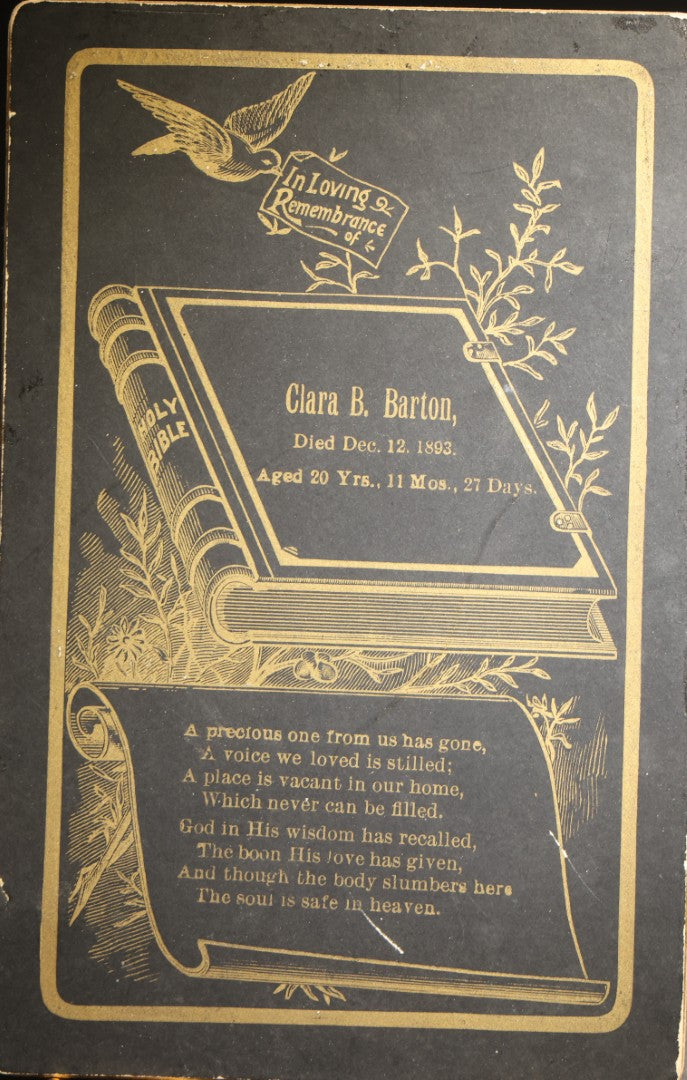 In Loving
Remembrance
of
HOLY
BIBLE
Clara B. Barton,
Died Dec. 12. 1893.
Aged 20 Yrs., 11 Mos., 27 Days.
A precious one from us has gone,
A voice we loved is stilled;
A place is vacant in our home,
Which never can be filled.
God in His wisdom has recalled,
The boon His love has given,
And though the body slumbers here
The soul is safe in heaven.